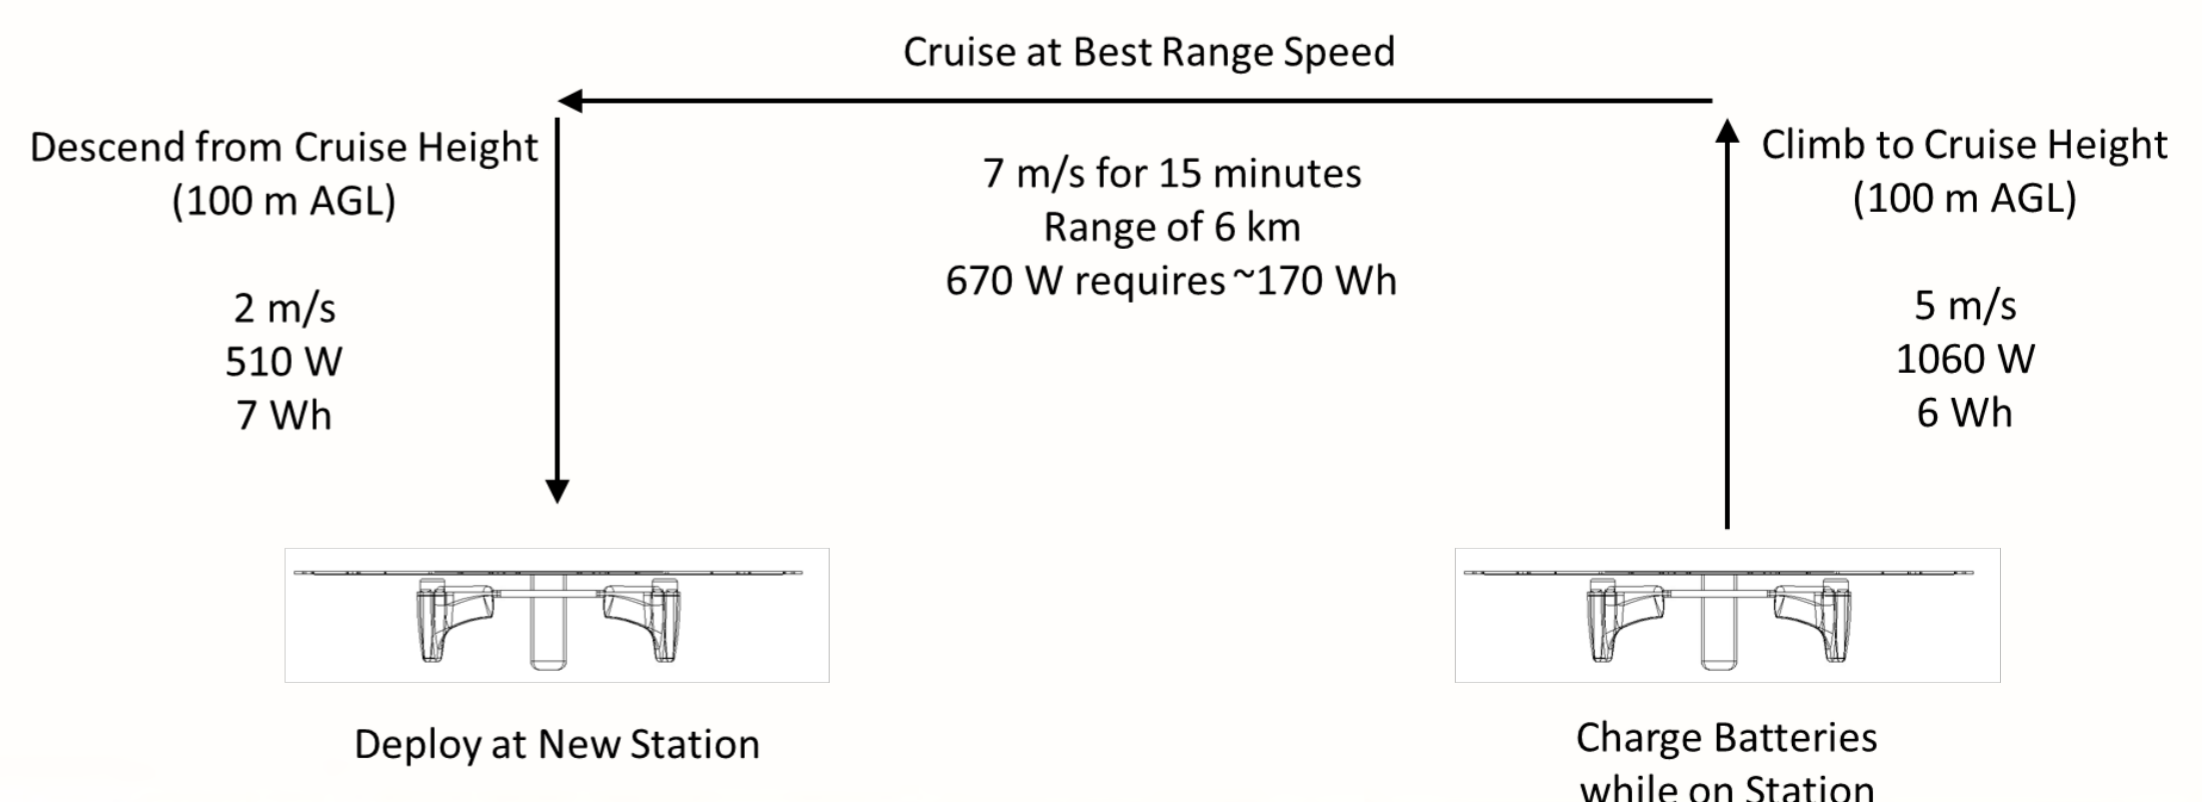 Cruise at Best Range Speed
Descend from Cruise Height
(100 m AGL)
2 m/s
510 W
7 Wh
7 m/s for 15 minutes
Range of 6 km
670 W requires ~170 Wh
Climb to Cruise Height
(100 m AGL)
5 m/s
1060 W
6 Wh
Deploy at New Station
Charge Batteries
while on Station